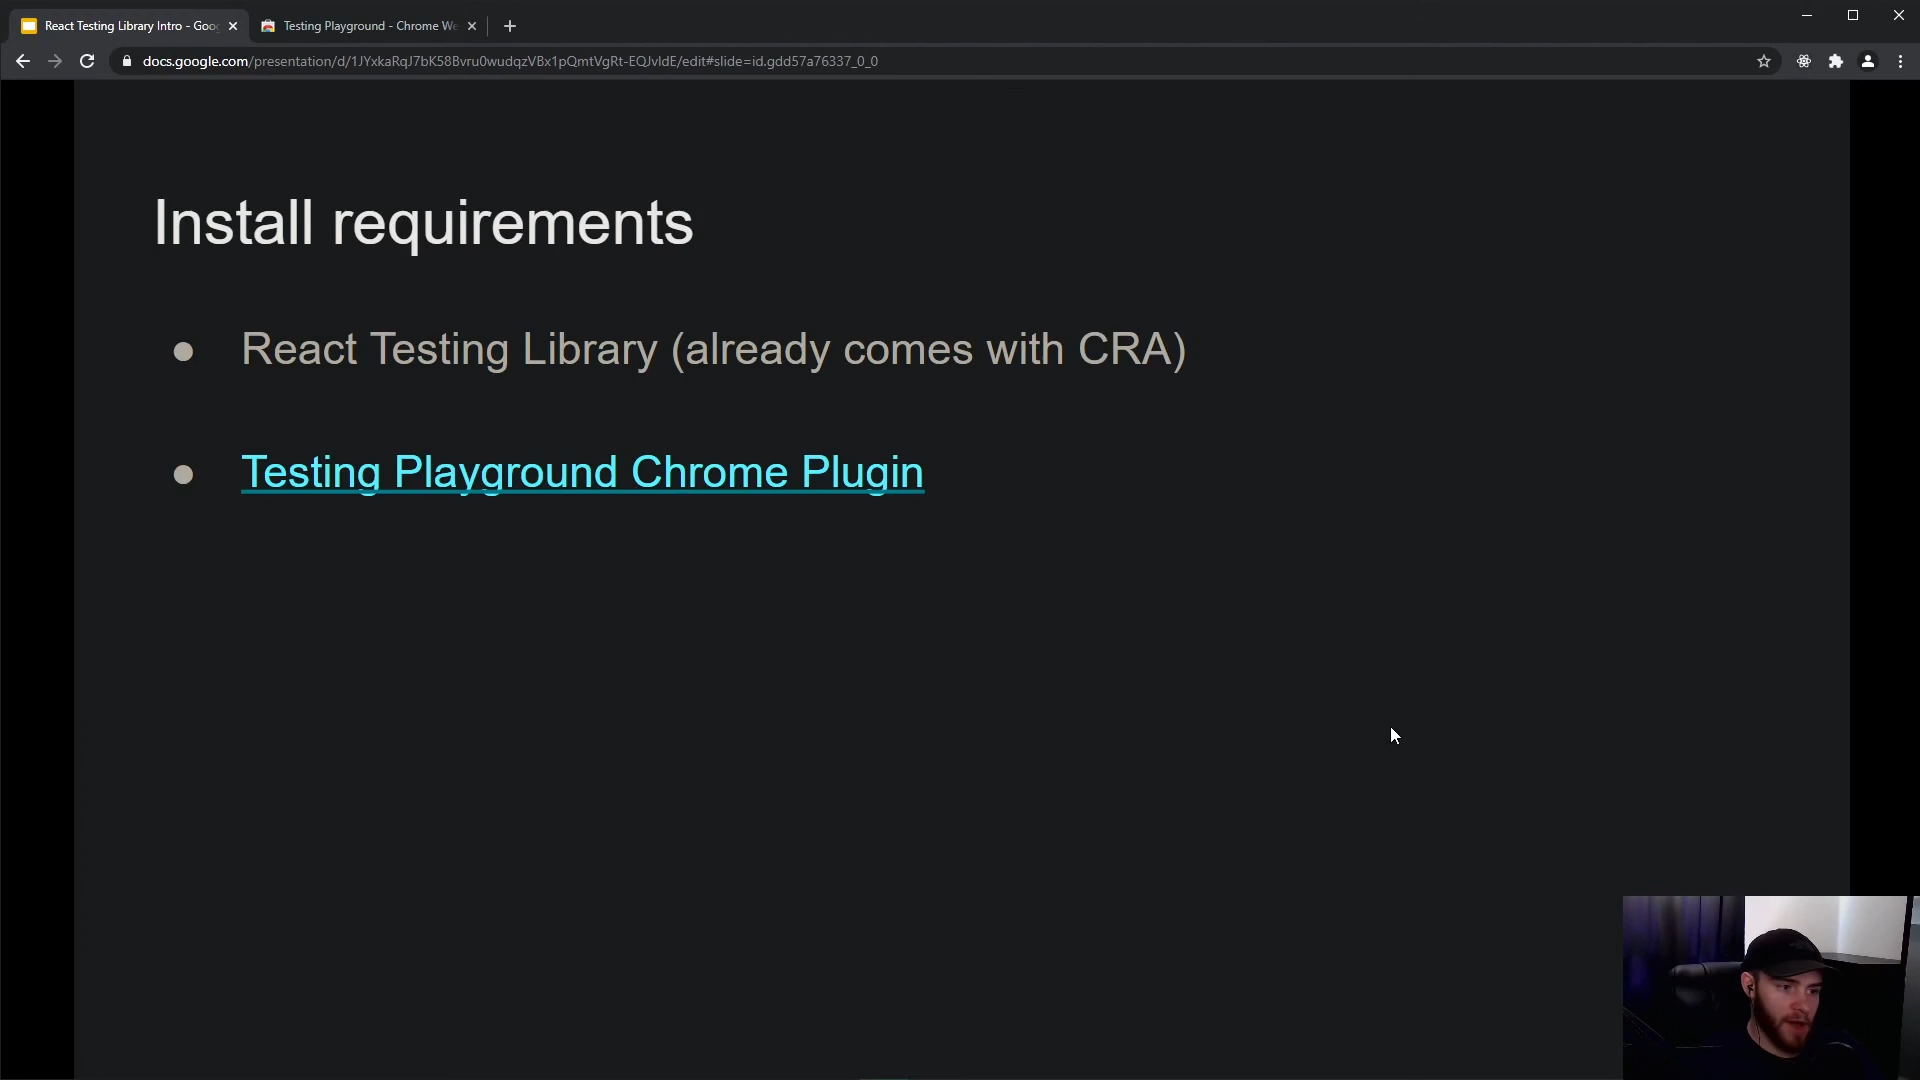 React Testing Library Intro - Goo
Testing Playground - Chrome We
docs.google.com/presentation/d/1JYxkaRqJ7bK58Bvru0wudqzVBx1pQmtVgRt-EQJvldE/edit#slide=id.gdd57a76337_0_0
Install requirements
● React Testing Library (already comes with CRA)
● Testing Playground Chrome Plugin